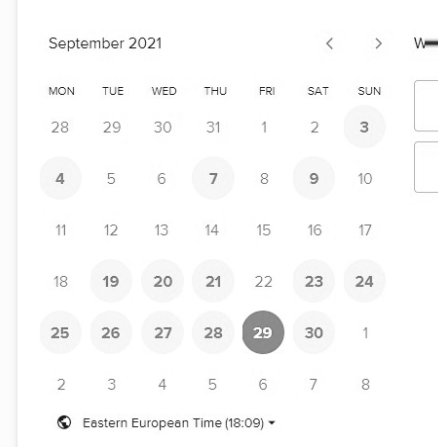 September 2021
MON TUE WED THU FRI SAT SUN
28 29 30 31 1 2 3
4 5 6 7 8 9 10
11 12 13 14 15 16 17
18 19 20 21 22 23 24
25 26 27 28 29 30 1
2 3 4 5 6 7 8
Eastern European Time (18:09)